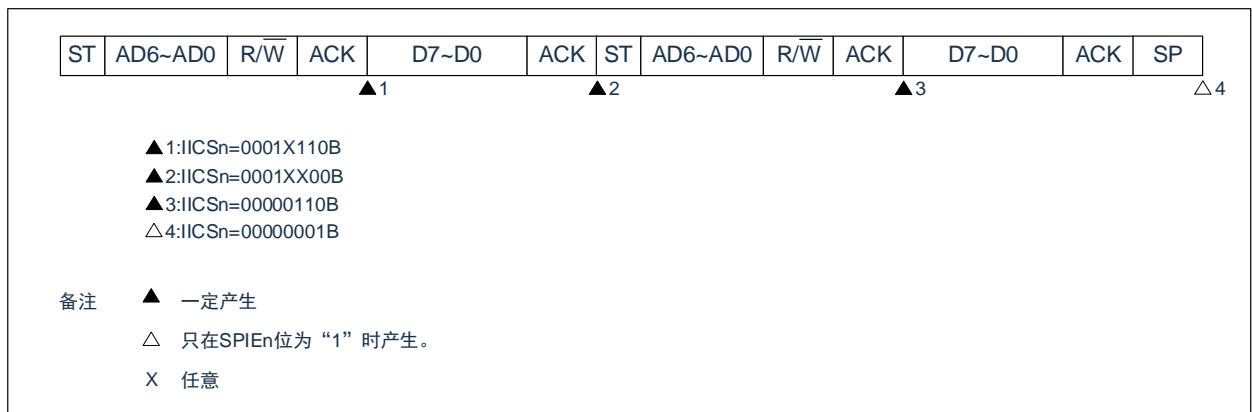 ST AD6~AD0 R/W ACK D7~D0 ACK ST AD6~AD0 R/W ACK D7~D0 ACK SP
▲1 ▲2 ▲3 △4
▲1:IICSn=0001X110B
▲2:IICSn=0001XX00B
▲3:IICSn=00000110B
△4:IICSn=00000001B
备注 ▲ 一定产生
△ 只在SPIEn位为“1”时产生。
X 任意